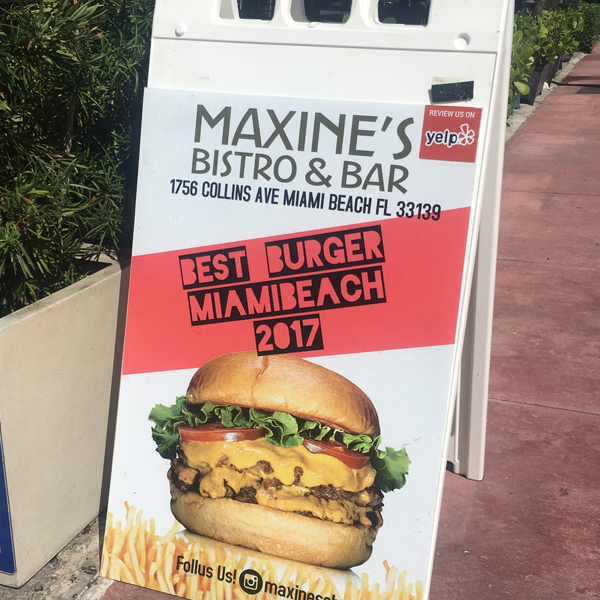 MAXINE'S
BISTRO & BAR
1756 COLLINS AVE MIAMI BEACH FL 33139
REVIEW US ON
yelp
BEST BURGER
MIAMIBEACH
2017
Follus Us!